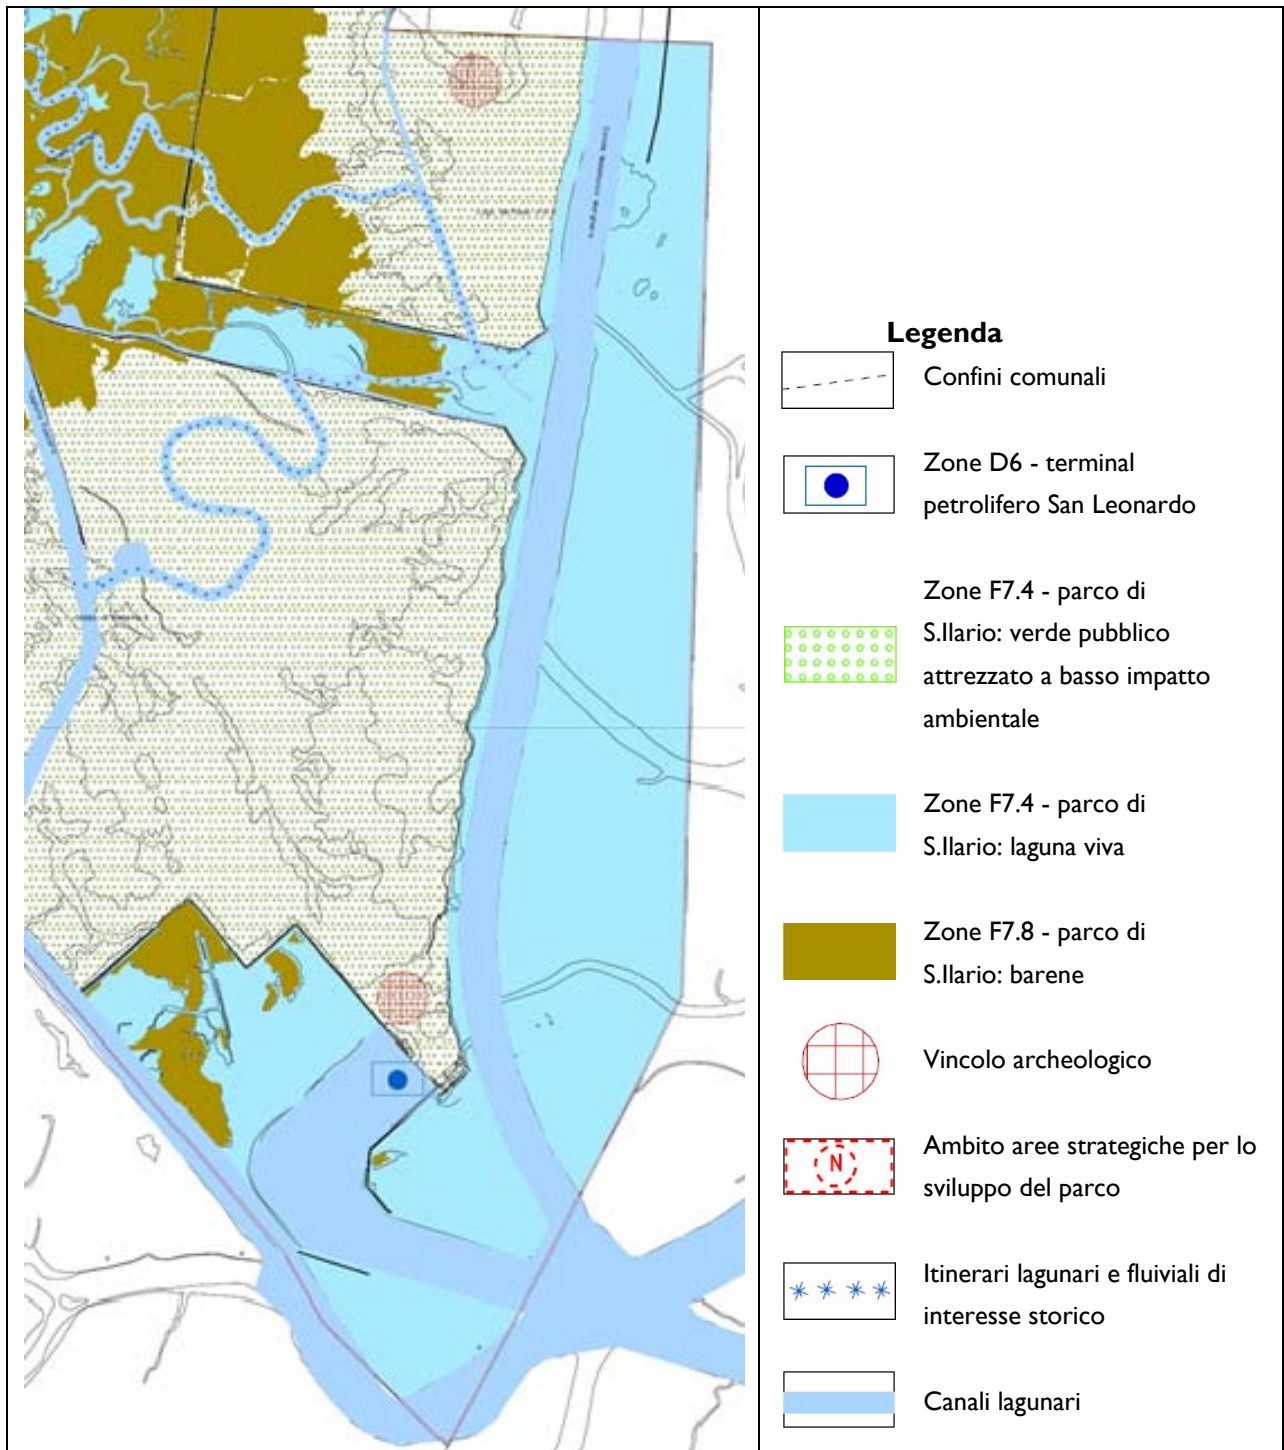 Legenda
Confini comunali
Zone D6 - terminal
petrolifero San Leonardo
Zone F7.4 - parco di
S.Ilario: verde pubblico
attrezzato a basso impatto
ambientale
Zone F7.4 - parco di
S.Ilario: laguna viva
Zone F7.8 - parco di
S.Ilario: barene
Vincolo archeologico
N
Ambito aree strategiche per lo
sviluppo del parco
Itinerari lagunari e fluiviali di
interesse storico
Canali lagunari